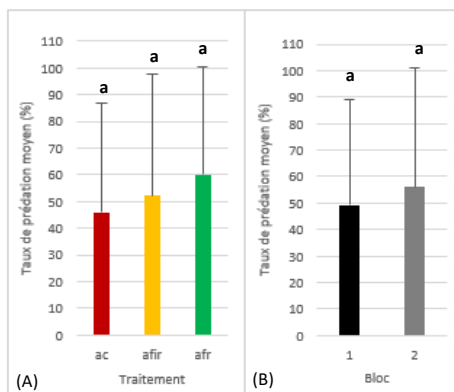 110
100
90
80
70
60
50
40
30
20
10
0
Taux de prédation moyen (%)
a
a
a
ac
afir
afr
Traitement
(A)
110
100
90
80
70
60
50
40
30
20
10
0
Taux de prédation moyen (%)
a
a
1
2
Bloc
(B)